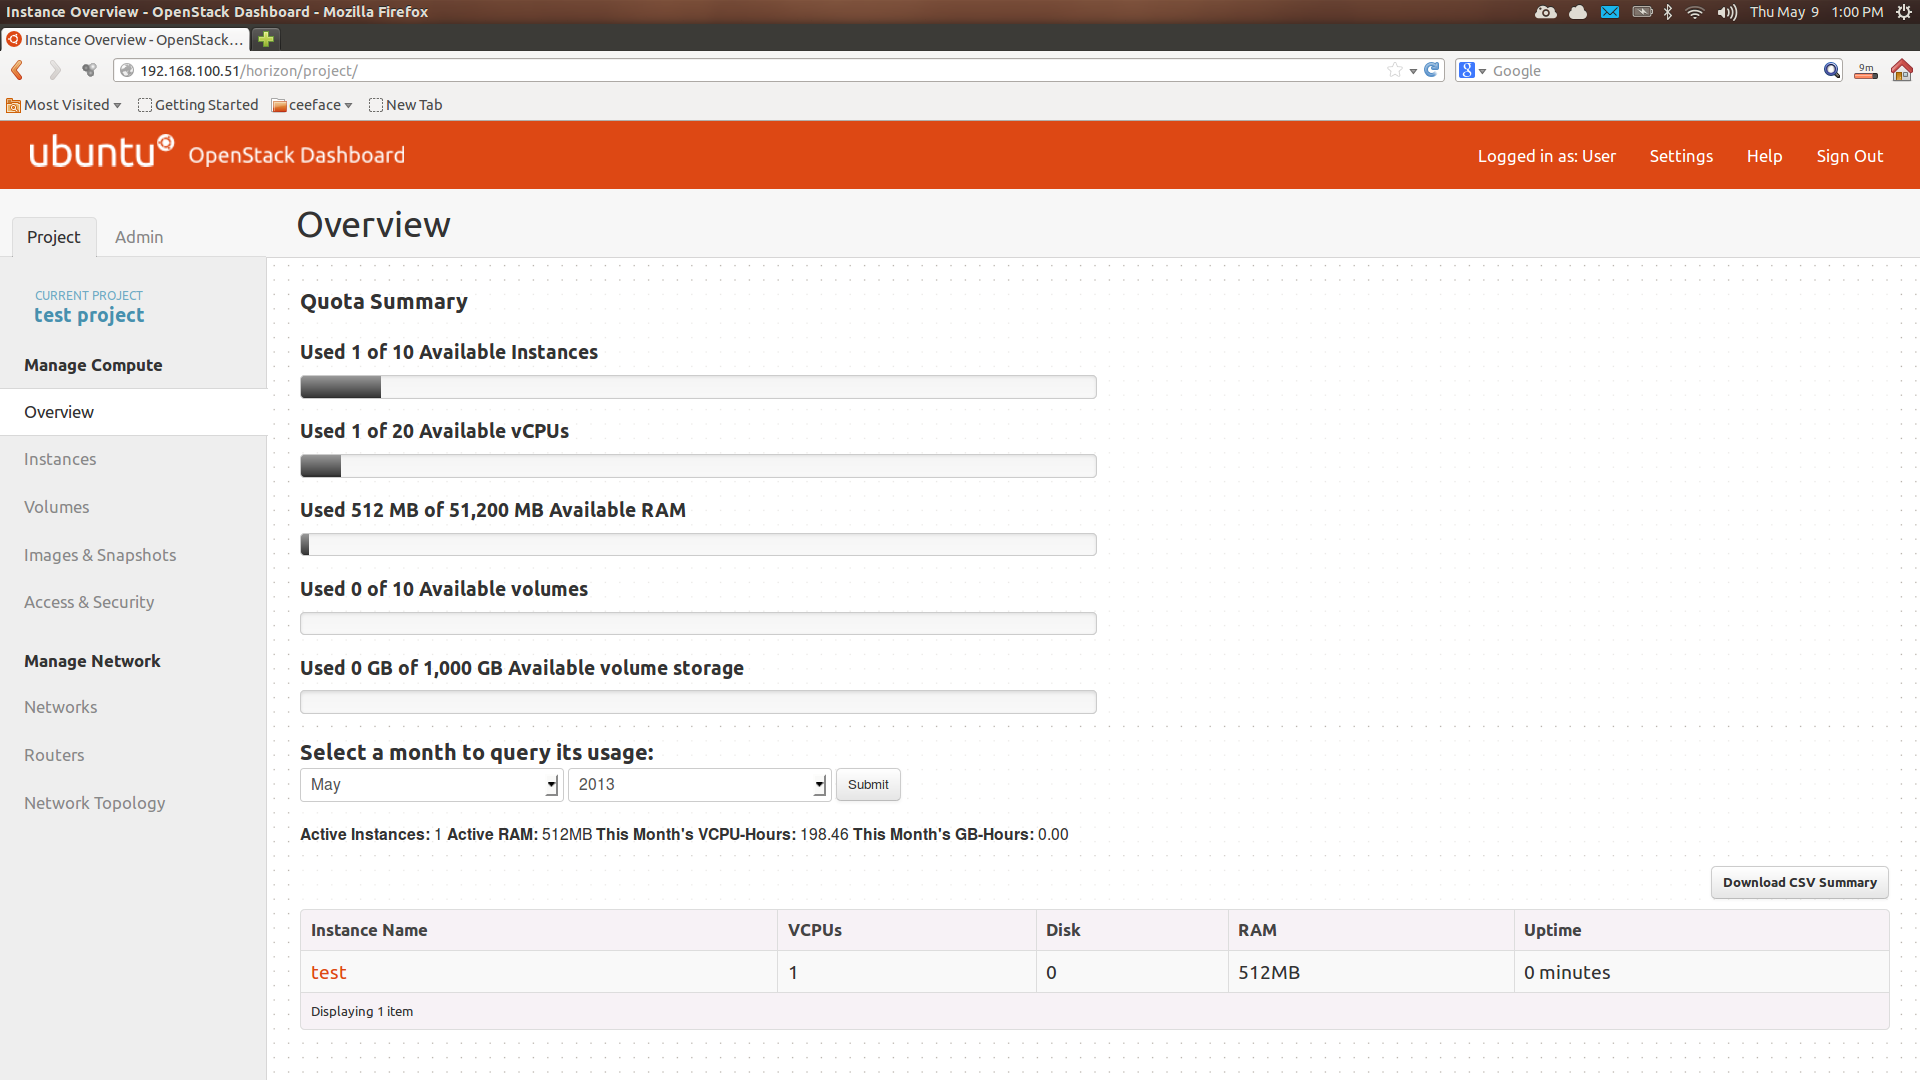 Instance Overview - OpenStack Dashboard - Mozilla Firefox
Thu May 9 1:00 PM
Instance Overview - OpenStack...
192.168.100.51/horizon/project/
Google
9m
Most Visited
Getting Started
ceeface
New Tab
ubuntu OpenStack Dashboard
Logged in as: User
Settings
Help
Sign Out
Project
Admin
Overview
CURRENT PROJECT
test project
Manage Compute
Overview
Instances
Volumes
Images & Snapshots
Access & Security
Manage Network
Networks
Routers
Network Topology
Quota Summary
Used 1 of 10 Available Instances
Used 1 of 20 Available vCPUs
Used 512 MB of 51,200 MB Available RAM
Used 0 of 10 Available volumes
Used 0 GB of 1,000 GB Available volume storage
Select a month to query its usage:
May 2013 Submit
Active Instances: 1 Active RAM: 512MB This Month's VCPU-Hours: 198.46 This Month's GB-Hours: 0.00
Download CSV Summary
Instance Name VCPUs Disk RAM Uptime
test 1 0 512MB 0 minutes
Displaying 1 item